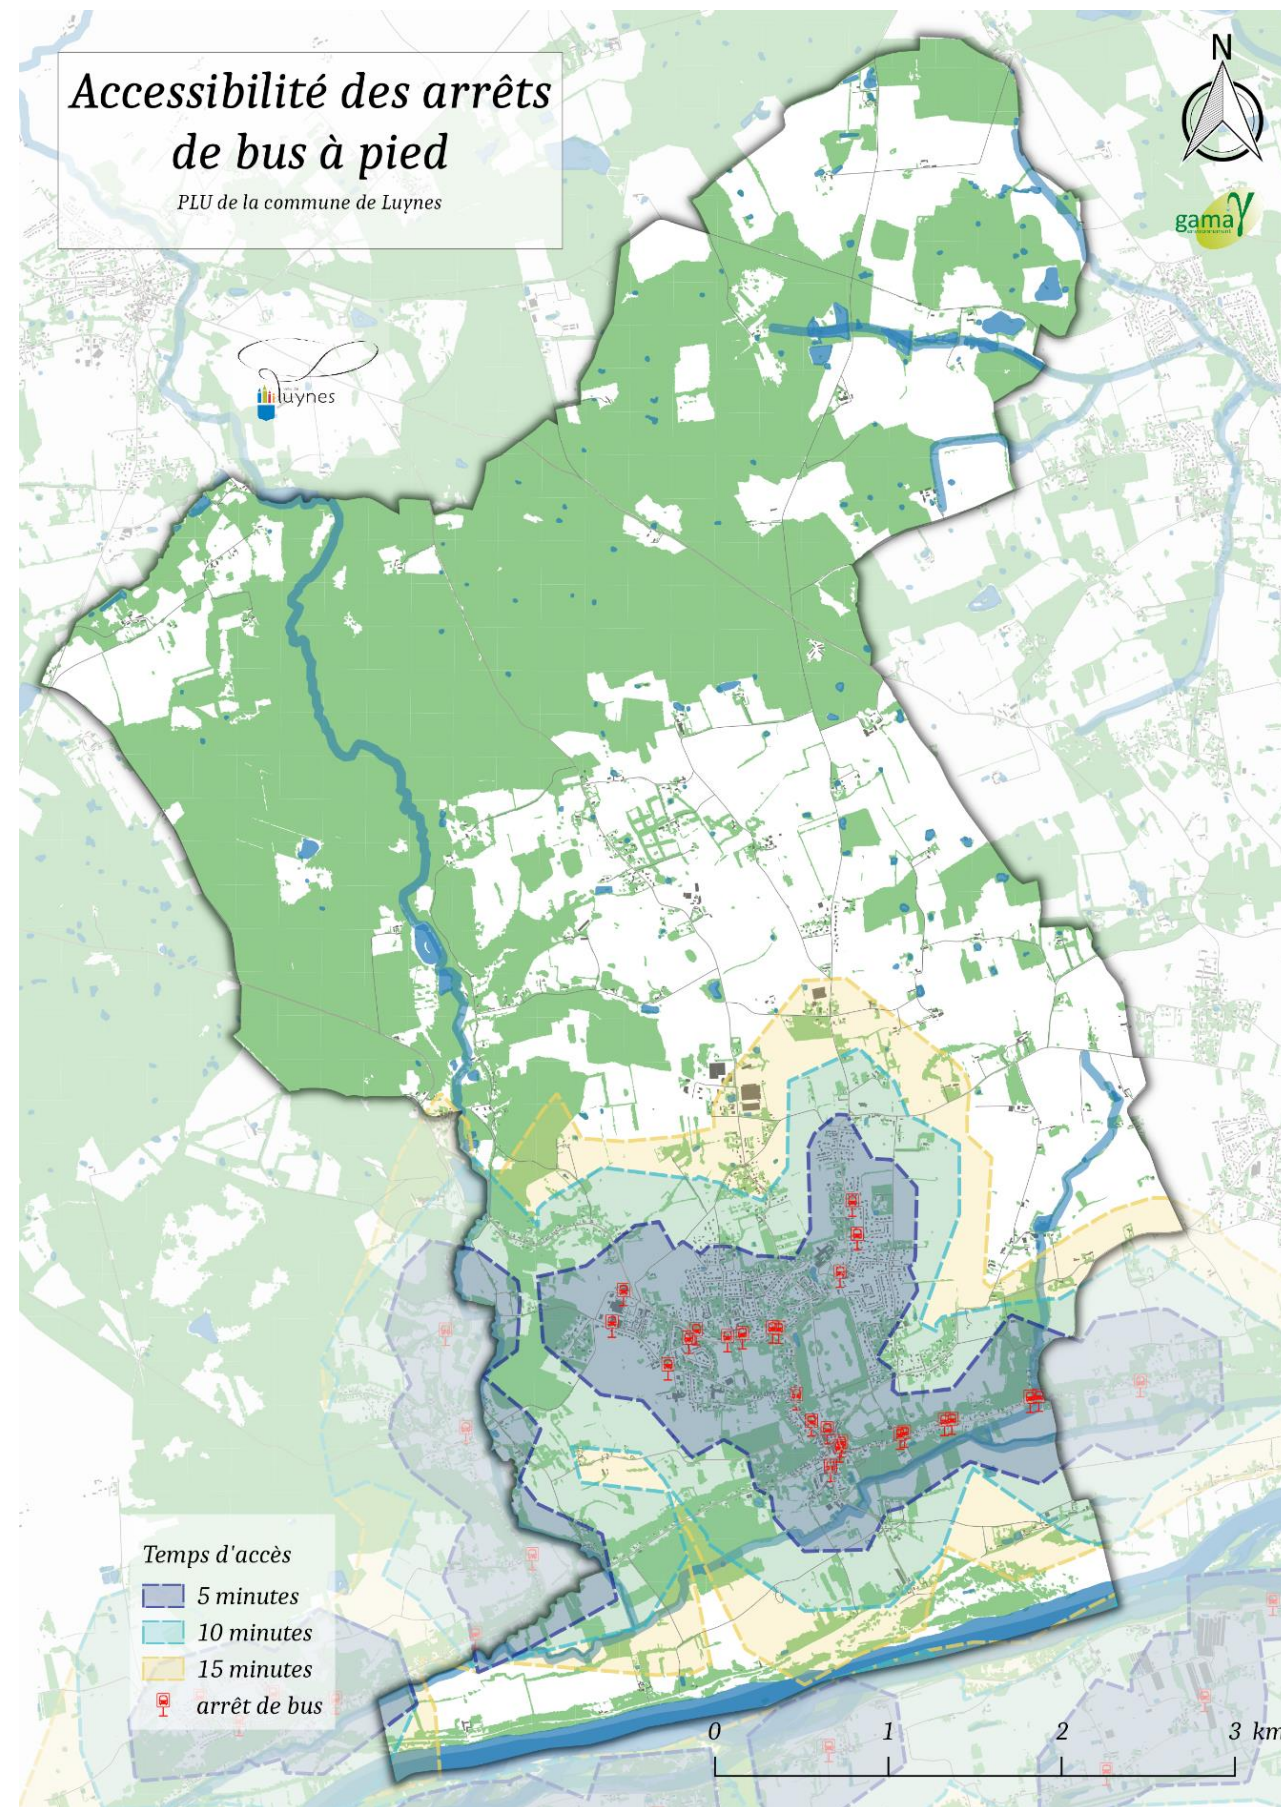 Accessibilité des arrêts
de bus à pied
PLU de la commune de Luynes
N
gama
luynes
Temps d'accès
5 minutes
10 minutes
15 minutes
arrêt de bus
0 1 2 3 km